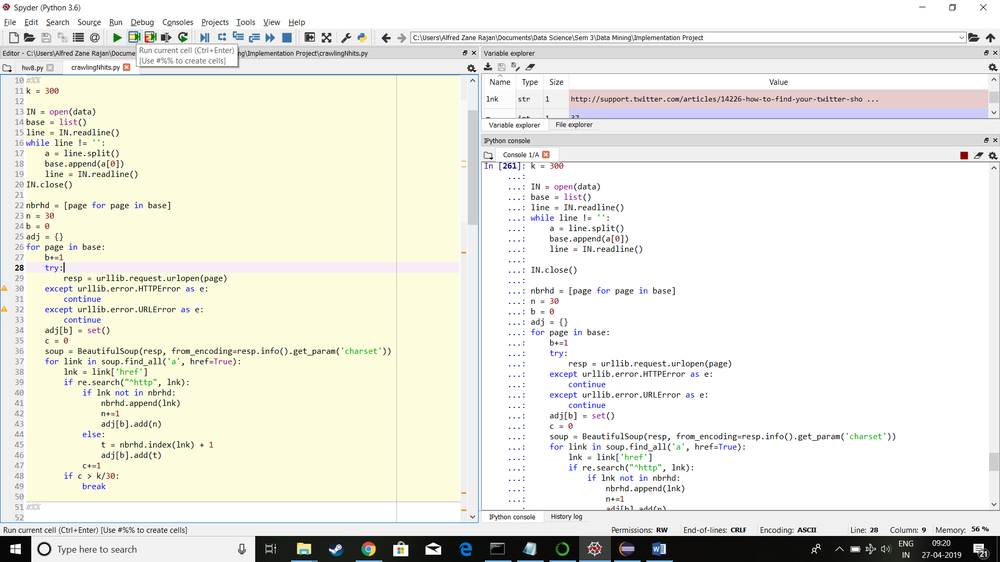 Spyder (Python 3.6)
File Edit Search Source Run Debug Consoles Projects Tools View Help
C:\Users\Alfred Zane Rajan\Documents\Data Science\Sem 3\Data Mining\Implementation Project
Editor - C:\Users\Alfred Zane Rajan\Docume ng\Implementation Project\crawlingNhits.py
Run current cell (Ctrl+Enter)
[Use #%% to create cells]
hw8.py crawlingNhits.py
10 #%%
11 k = 300
12
13 IN = open(data)
14 base = list()
15 line = IN.readline()
16 while line != '':
17     a = line.split()
18     base.append(a[0])
19     line = IN.readline()
20 IN.close()
21
22 nbrhd = [page for page in base]
23 n = 30
24 b = 0
25 adj = {}
26 for page in base:
27     b+=1
28     try:
29         resp = urllib.request.urlopen(page)
30     except urllib.error.HTTPError as e:
31         continue
32     except urllib.error.URLError as e:
33         continue
34     adj[b] = set()
35     c = 0
36     soup = BeautifulSoup(resp, from_encoding=resp.info().get_param('charset'))
37     for link in soup.find_all('a', href=True):
38         lnk = link['href']
39         if re.search("^http", lnk):
40             if lnk not in nbrhd:
41                 nbrhd.append(lnk)
42                 n+=1
43                 adj[b].add(n)
44             else:
45                 t = nbrhd.index(lnk) + 1
46                 adj[b].add(t)
47             c+=1
48         if c > k/30:
49             break
50
51 #%%
52
Variable explorer
Name Type Size Value
lnk str 1 http://support.twitter.com/articles/14226-how-to-find-your-twitter-sho ...
int 1 37
Variable explorer File explorer
IPython console
Console 1/A
In [261]: k = 300
     ...:
     ...: IN = open(data)
     ...: base = list()
     ...: line = IN.readline()
     ...: while line != '':
     ...:     a = line.split()
     ...:     base.append(a[0])
     ...:     line = IN.readline()
     ...:
     ...: IN.close()
     ...:
     ...: nbrhd = [page for page in base]
     ...: n = 30
     ...: b = 0
     ...: adj = {}
     ...: for page in base:
     ...:     b+=1
     ...:     try:
     ...:         resp = urllib.request.urlopen(page)
     ...:     except urllib.error.HTTPError as e:
     ...:         continue
     ...:     except urllib.error.URLError as e:
     ...:         continue
     ...:     adj[b] = set()
     ...:     c = 0
     ...:     soup = BeautifulSoup(resp, from_encoding=resp.info().get_param('charset'))
     ...:     for link in soup.find_all('a', href=True):
     ...:         lnk = link['href']
     ...:         if re.search("^http", lnk):
     ...:             if lnk not in nbrhd:
     ...:                 nbrhd.append(lnk)
     ...:                 n+=1
     ...:                 adj[b].add(n)
IPython console History log
Run current cell (Ctrl+Enter) [Use #%% to create cells]
Permissions: RW End-of-lines: CRLF Encoding: ASCII Line: 28 Column: 9 Memory: 56 %
Type here to search
ENG
IN
09:20
27-04-2019
21